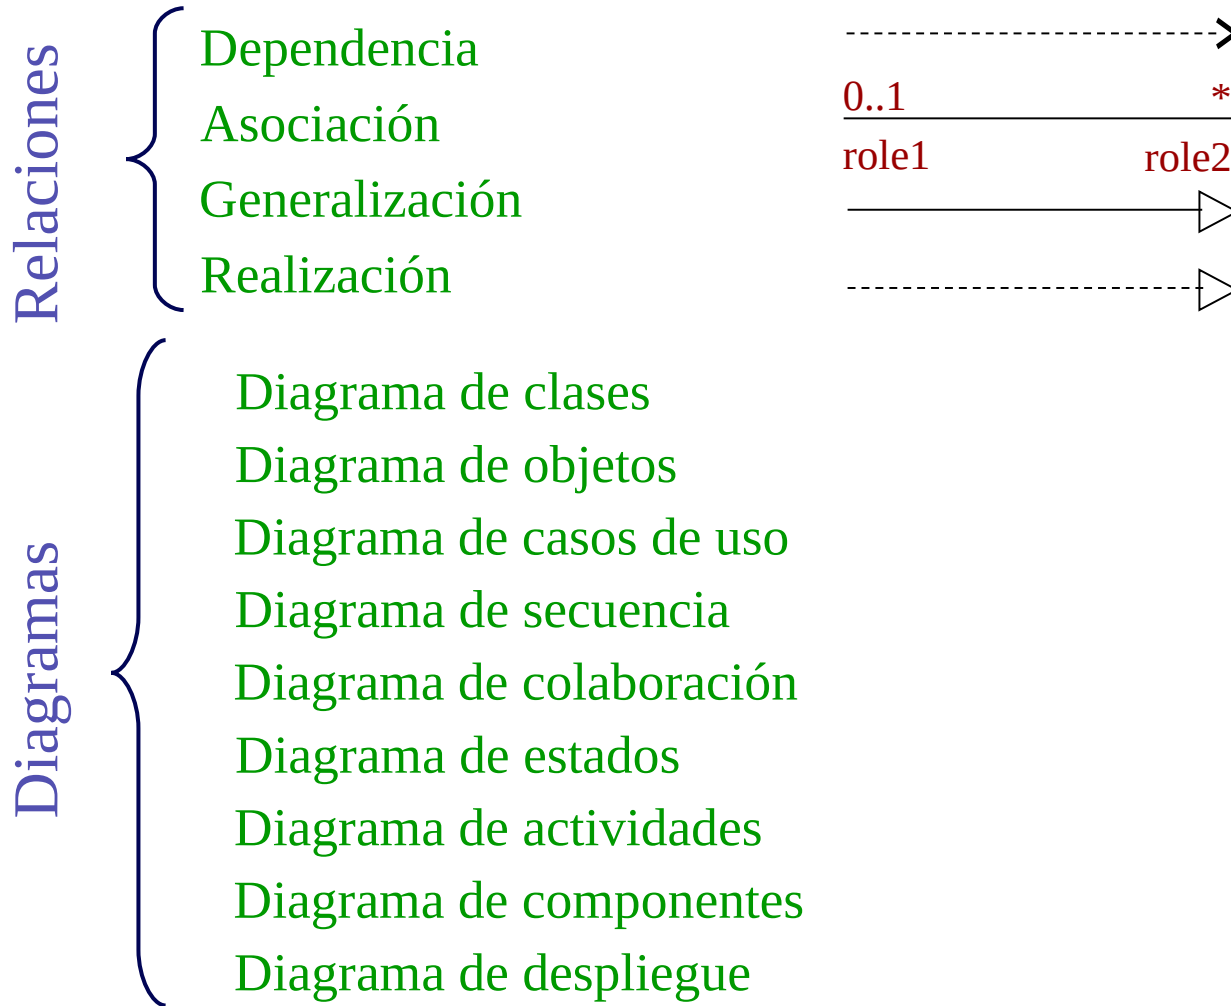 Relaciones
Dependencia
Asociación
Generalización
Realización
0..1 *
role1 role2
Diagramas
Diagrama de clases
Diagrama de objetos
Diagrama de casos de uso
Diagrama de secuencia
Diagrama de colaboración
Diagrama de estados
Diagrama de actividades
Diagrama de componentes
Diagrama de despliegue